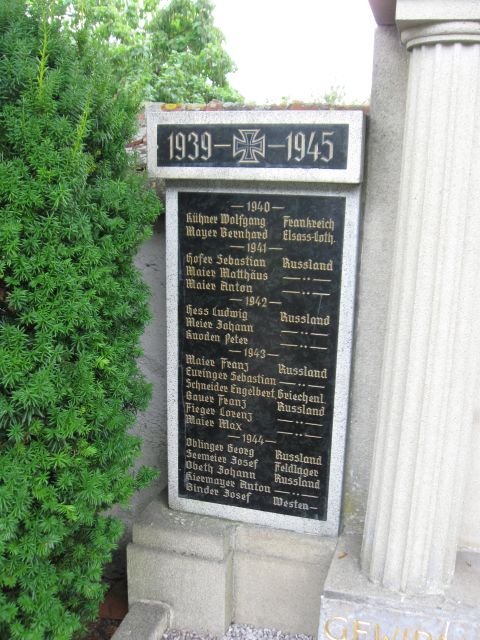 1939 – 1945
– 1940 –
Kühner Wolfgang Frankreich
Mayer Bernhard Elsass-Loth.
– 1941 –
Hofer Sebastian Russland
Maier Matthäus – .. –
Maier Anton – .. –
– 1942 –
Hess Ludwig Russland
Meier Johann – .. –
Knoden Peter – .. –
– 1943 –
Maier Franz Russland
Euringer Sebastian – .. –
Schneider Engelbert Griechenl.
Bauer Franz Russland
Fieger Lorenz – .. –
Maier Max – .. –
– 1944 –
Oblinger Georg Russland
Seemeier Josef Feldlager
Obeth Johann Russland
Kiermayer Anton – .. –
Binder Josef Westen –